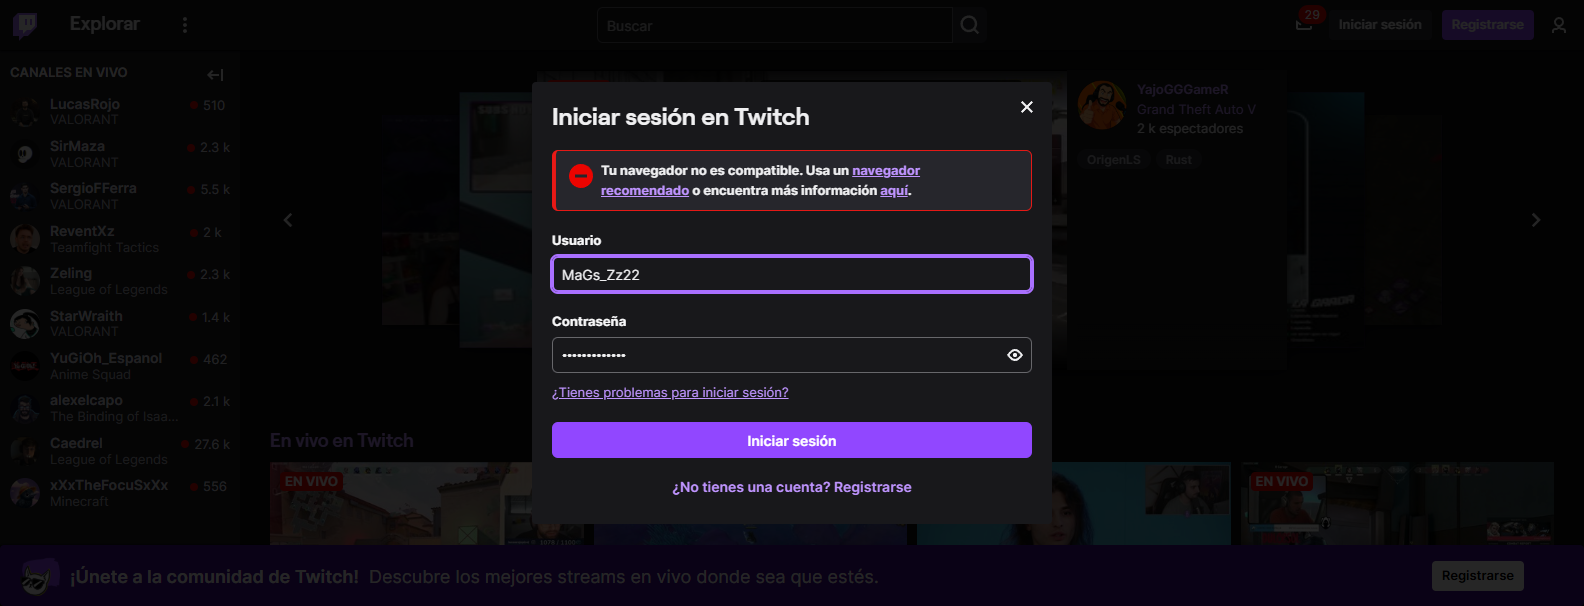 Explorar
Buscar
29
Iniciar sesión
Registrarse
CANALES EN VIVO
LucasRojo
510
VALORANT
SirMaza
2.3 k
VALORANT
SergioFFerra
5.5 k
VALORANT
ReventXz
2 k
Teamfight Tactics
Zeling
2.3 k
League of Legends
StarWraith
1.4 k
VALORANT
YuGiOh_Espanol
462
Anime Squad
alexelcapo
2.1 k
The Binding of Isaa...
Caedrel
27.6 k
League of Legends
xXxTheFocuSxXx
556
Minecraft
YajoGGGameR
Grand Theft Auto V
2 k espectadores
OrigenLS
Rust
Iniciar sesión en Twitch
Tu navegador no es compatible. Usa un navegador
recomendado o encuentra más información aquí.
Usuario
MaGs_Zz22
Contraseña
•••••••••••••
¿Tienes problemas para iniciar sesión?
Iniciar sesión
¿No tienes una cuenta? Registrarse
En vivo en Twitch
EN VIVO
EN VIVO
¡Únete a la comunidad de Twitch! Descubre los mejores streams en vivo donde sea que estés.
Registrarse